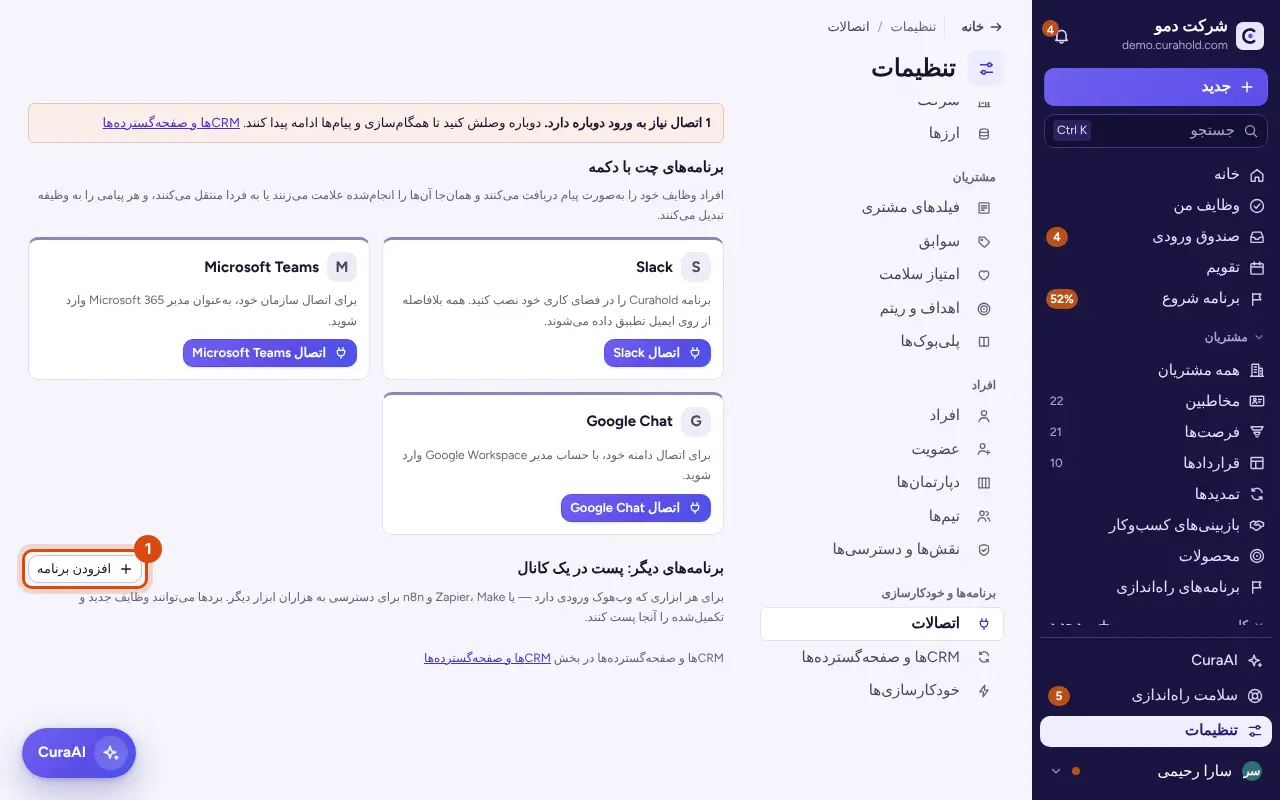 شرکت دمو
demo.curahold.com
4
جدید
جستجو
Ctrl K
خانه
وظایف من
صندوق ورودی
4
تقویم
برنامه شروع
52%
مشتریان
همه مشتریان
مخاطبین
22
فرصت‌ها
21
قراردادها
10
تمدیدها
بازبینی‌های کسب‌وکار
محصولات
برنامه‌های راه‌اندازی
CuraAI
سلامت راه‌اندازی
5
تنظیمات
سر
سارا رحیمی
خانه
تنظیمات / اتصالات
تنظیمات
شرکت
ارزها
مشتریان
فیلدهای مشتری
سوابق
امتیاز سلامت
اهداف و ریتم
پلی‌بوک‌ها
افراد
افراد
عضویت
دپارتمان‌ها
تیم‌ها
نقش‌ها و دسترسی‌ها
برنامه‌ها و خودکارسازی
اتصالات
CRMها و صفحه‌گسترده‌ها
خودکارسازی‌ها
1 اتصال نیاز به ورود دوباره دارد. دوباره وصلش کنید تا همگام‌سازی و پیام‌ها ادامه پیدا کنند. CRMها و صفحه‌گسترده‌ها
برنامه‌های چت با دکمه
افراد وظایف خود را به‌صورت پیام دریافت می‌کنند و همان‌جا آن‌ها را انجام‌شده علامت می‌زنند یا به فردا منتقل می‌کنند، و هر پیامی را به وظیفه
تبدیل می‌کنند.
S
Slack
برنامه Curahold را در فضای کاری خود نصب کنید. همه بلافاصله
از روی ایمیل تطبیق داده می‌شوند.
اتصال Slack
M
Microsoft Teams
برای اتصال سازمان خود، به‌عنوان مدیر Microsoft 365 وارد
شوید.
اتصال Microsoft Teams
G
Google Chat
برای اتصال دامنه خود، با حساب مدیر Google Workspace وارد
شوید.
اتصال Google Chat
برنامه‌های دیگر: پست در یک کانال
1
افزودن برنامه
برای هر ابزاری که وب‌هوک ورودی دارد — یا Zapier، Make و n8n برای دسترسی به هزاران ابزار دیگر. بردها می‌توانند وظایف جدید و
تکمیل‌شده را آنجا پست کنند.
CRMها و صفحه‌گسترده‌ها در بخش CRMها و صفحه‌گسترده‌ها
CuraAI